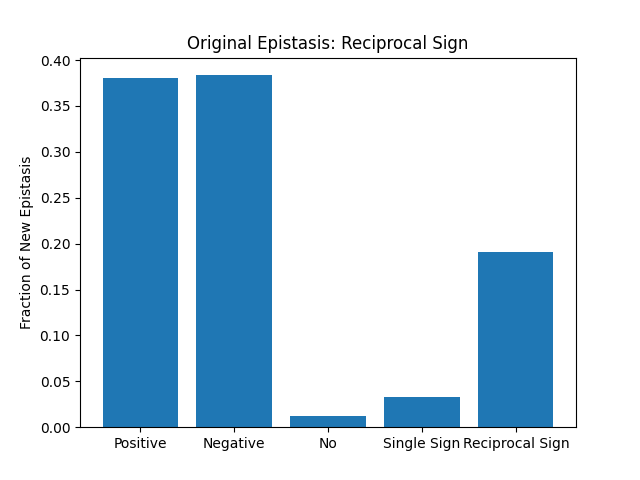 Original Epistasis: Reciprocal Sign
Fraction of New Epistasis
0.40
0.35
0.30
0.25
0.20
0.15
0.10
0.05
0.00
Positive
Negative
No
Single Sign
Reciprocal Sign